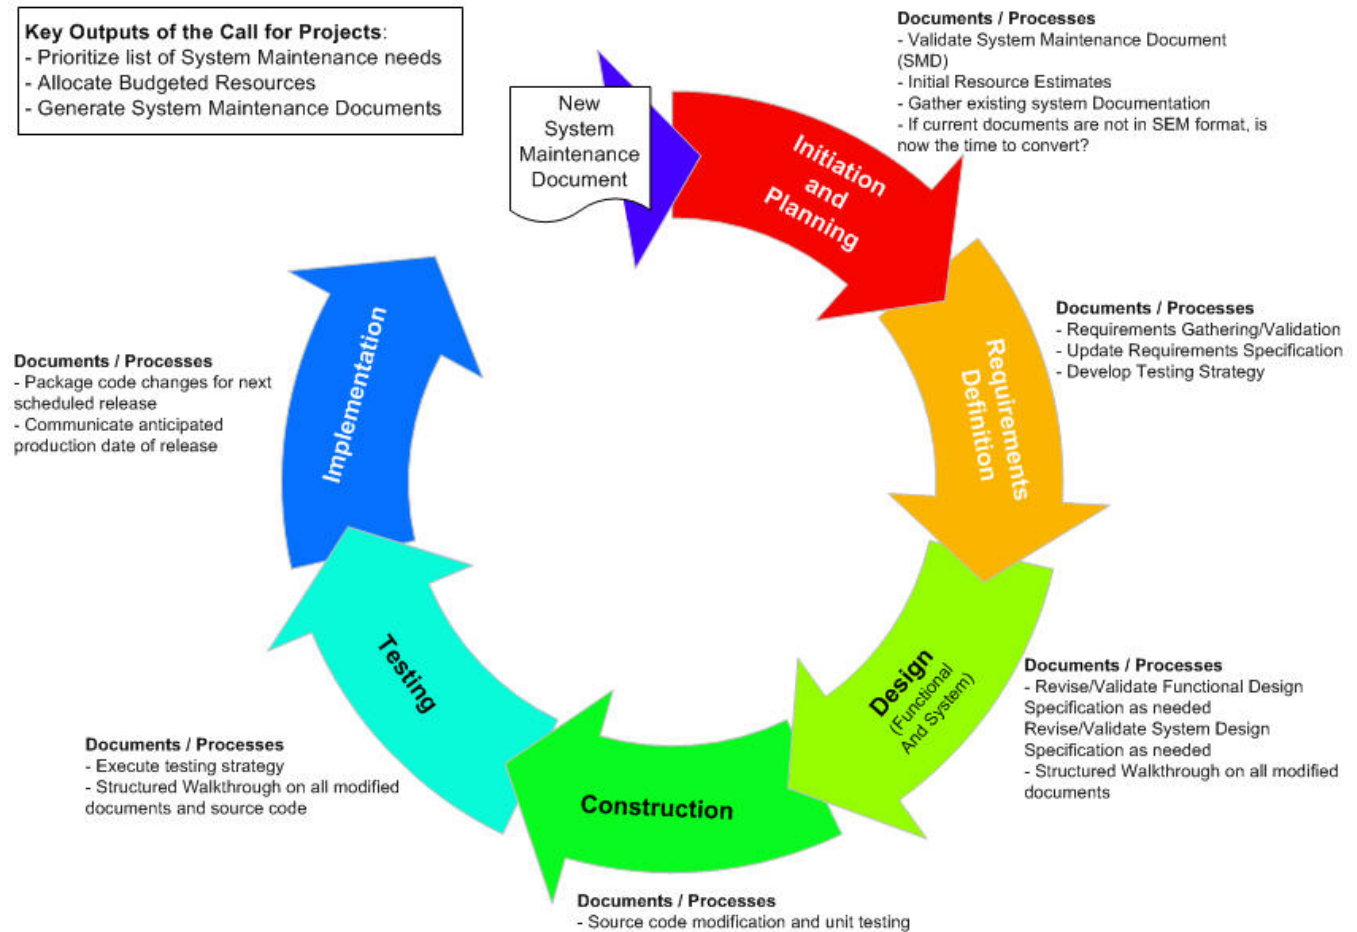 Key Outputs of the Call for Projects:
- Prioritize list of System Maintenance needs
- Allocate Budgeted Resources
- Generate System Maintenance Documents
New
System
Maintenance
Document
Initiation
and
Planning
Documents / Processes
- Validate System Maintenance Document
(SMD)
- Initial Resource Estimates
- Gather existing system Documentation
- If current documents are not in SEM format, is
now the time to convert?
Requirements
Definition
Documents / Processes
- Requirements Gathering/Validation
- Update Requirements Specification
- Develop Testing Strategy
Design
(Functional
And System)
Documents / Processes
- Revise/Validate Functional Design
Specification as needed
Revise/Validate System Design
Specification as needed
- Structured Walkthrough on all modified
documents
Construction
Documents / Processes
- Source code modification and unit testing
Testing
Documents / Processes
- Execute testing strategy
- Structured Walkthrough on all modified
documents and source code
Implementation
Documents / Processes
- Package code changes for next
scheduled release
- Communicate anticipated
production date of release